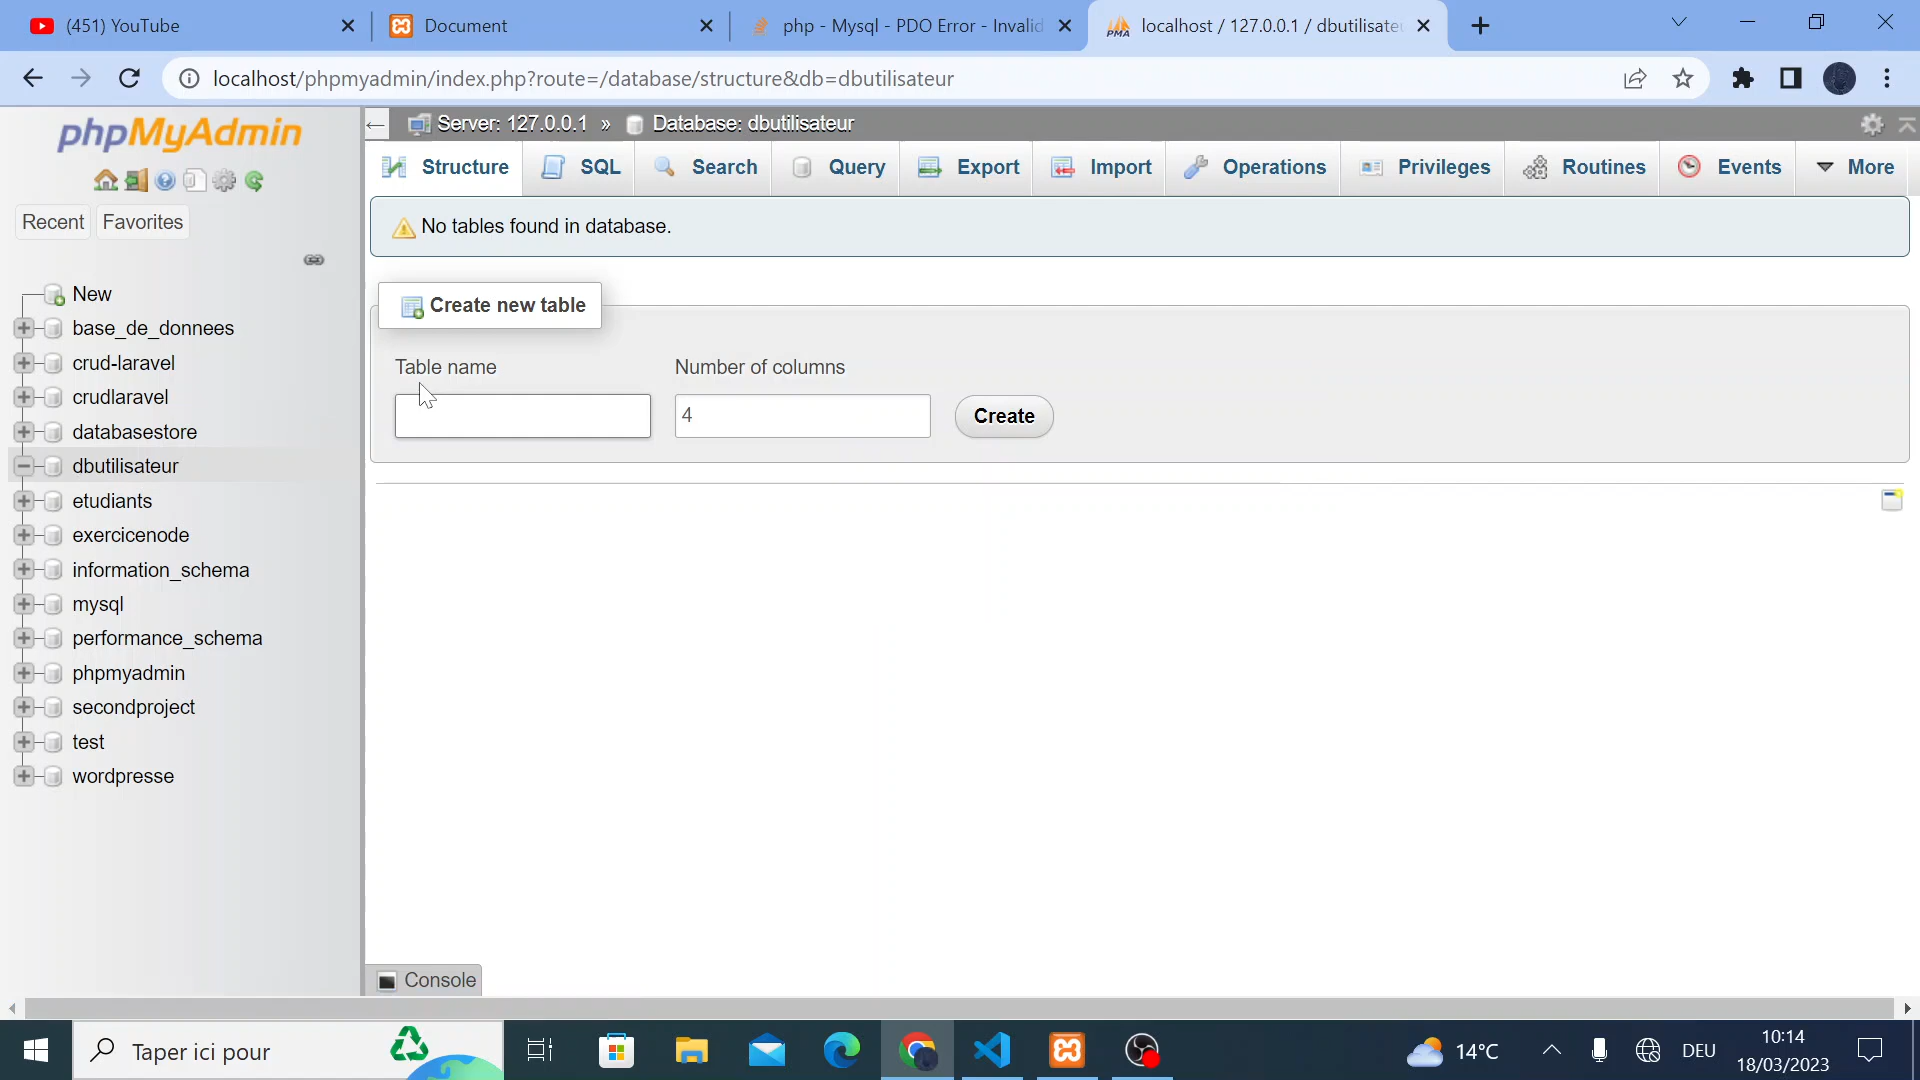 (451) YouTube
Document
php - Mysql - PDO Error - Invalid
localhost / 127.0.0.1 / dbutilisate
localhost/phpmyadmin/index.php?route=/database/structure&db=dbutilisateur
phpMyAdmin
Recent
Favorites
New
base_de_donnees
crud-laravel
crudlaravel
databasestore
dbutilisateur
etudiants
exercicenode
information_schema
mysql
performance_schema
phpmyadmin
secondproject
test
wordpresse
Server: 127.0.0.1 » Database: dbutilisateur
Structure
SQL
Search
Query
Export
Import
Operations
Privileges
Routines
Events
More
No tables found in database.
Create new table
Table name
Number of columns
4
Create
Console
Taper ici pour
14°C
DEU
10:14
18/03/2023